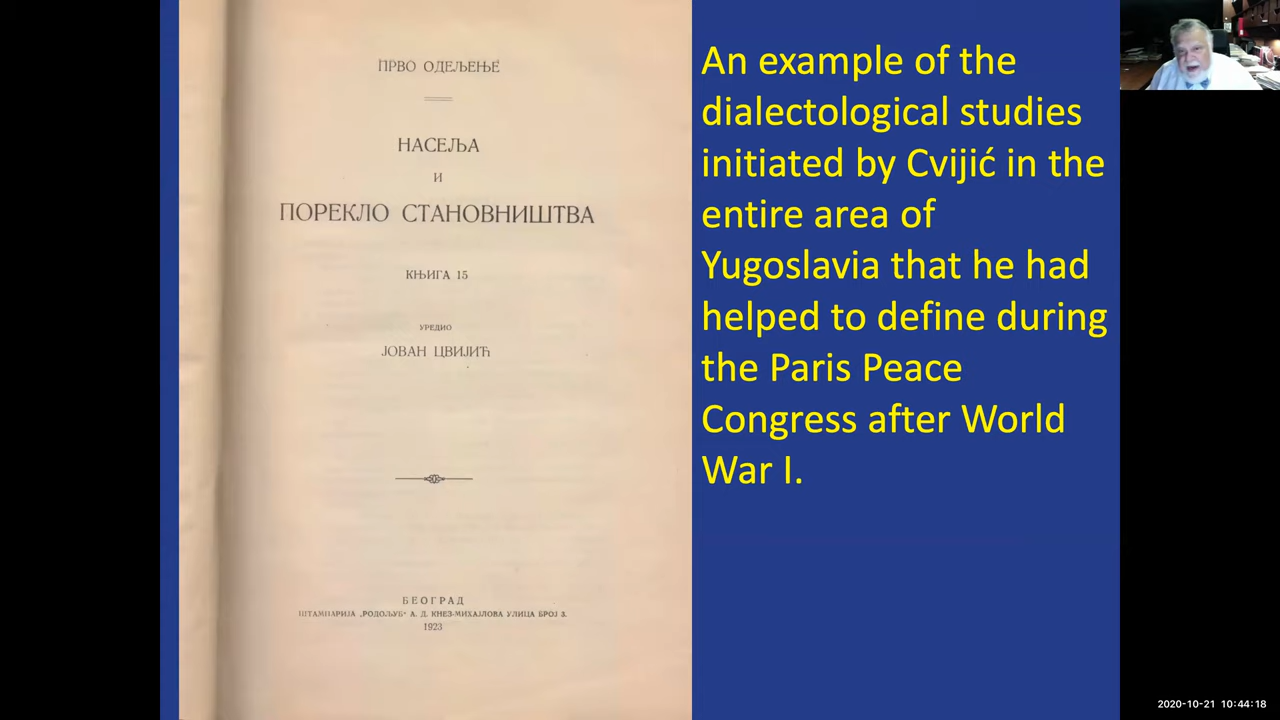 ПРВО ОДЕЉЕЊЕ
НАСЕЉА
И
ПОРЕКЛО СТАНОВНИШТВА
КЊИГА 15
УРЕДИО
ЈОВАН ЦВИЈИЋ
БЕОГРАД
ШТАМПАРИЈА „РОДОЉУБ“ А. Д. КНЕЗ-МИХАЈЛОВА УЛИЦА БРОЈ 3.
1923
An example of the
dialectological studies
initiated by Cvijić in the
entire area of
Yugoslavia that he had
helped to define during
the Paris Peace
Congress after World
War I.
2020-10-21 10:44:18